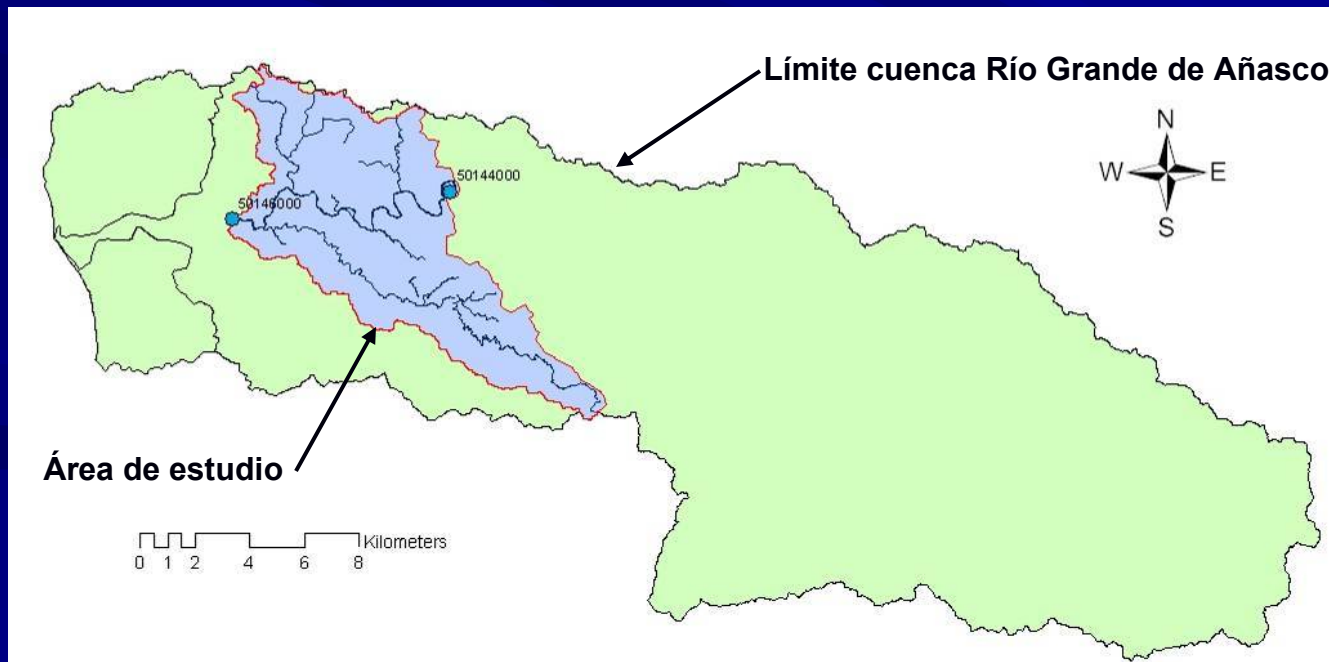 Límite cuenca Río Grande de Añasco
N
W E
S
50144000
50146000
Área de estudio
Kilometers
0 1 2 4 6 8